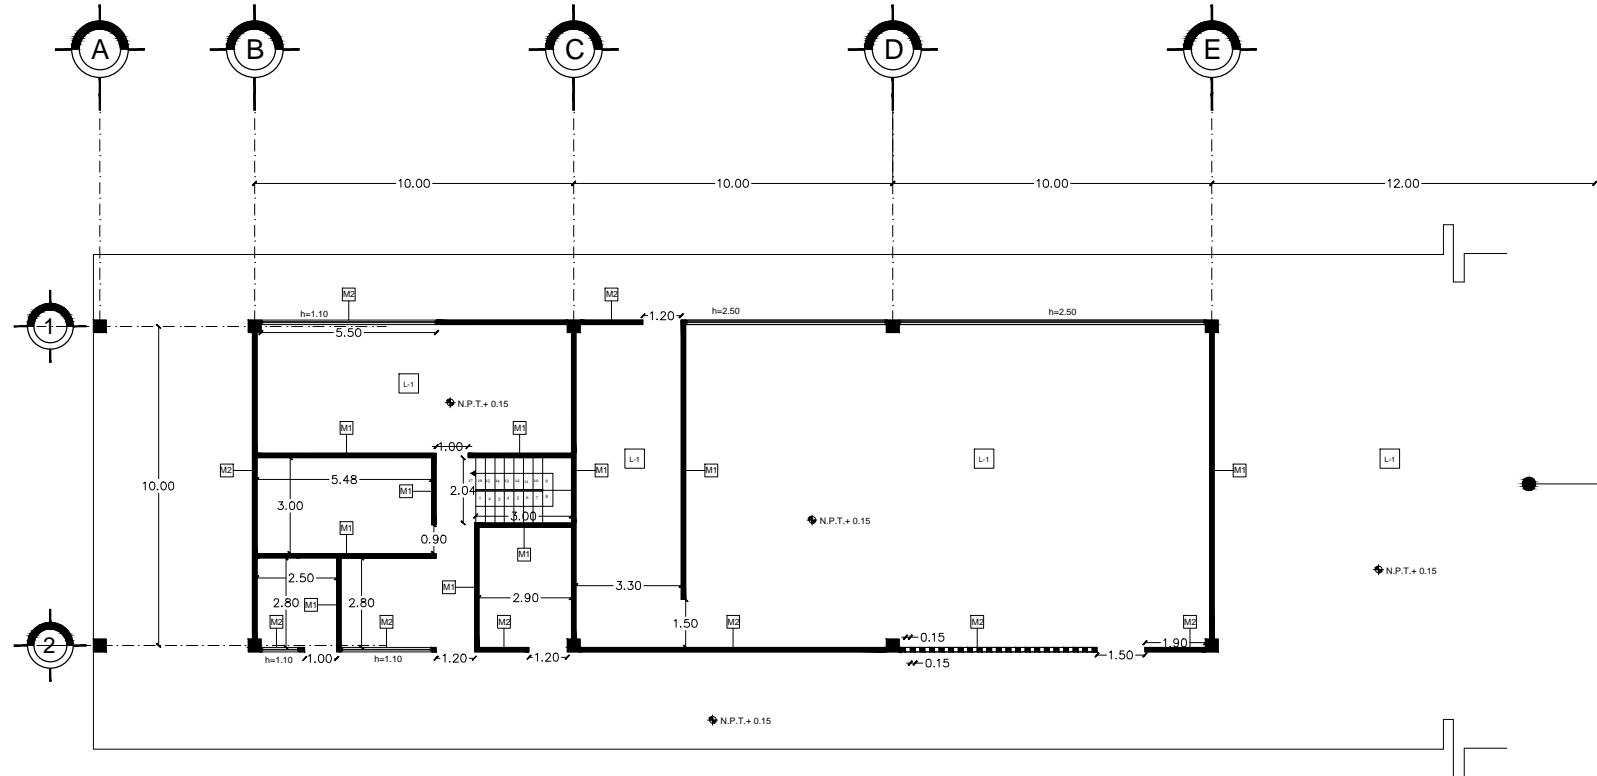 A B C D E
10.00 10.00 10.00 12.00
M2 M2
1 h=1.10 1.20 h=2.50 h=2.50
5.50
L-1
N.P.T.+ 0.15
M1 M1
1.00
M2 5.48 M1 L-1 M1 L-1 M1 L-1
10.00 3.00 M1 2.04
3.00
N.P.T.+ 0.15
M1 0.90 M1
2.50 M1 3.30 N.P.T.+ 0.15
2.80 M1 2.80 2.90
M2 M2 M2 1.50 M2 M2 M2
2 0.15 1.90
h=1.10 1.00 h=1.10 1.20 1.20 0.15 1.50
N.P.T.+ 0.15